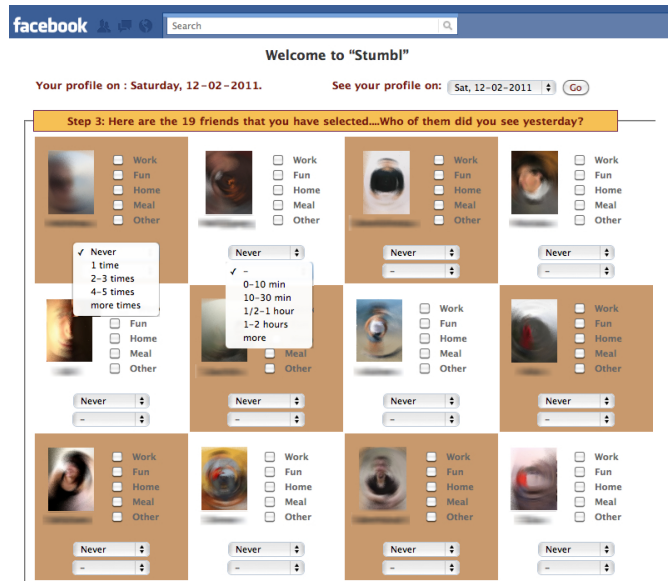 facebook
Search
Welcome to “Stumbl”
Your profile on : Saturday, 12–02–2011.
See your profile on:
Sat, 12–02–2011
Go
Step 3: Here are the 19 friends that you have selected....Who of them did you see yesterday?
Work
Fun
Home
Meal
Other
✓ Never
1 time
2–3 times
4–5 times
more times
Work
Fun
Home
Meal
Other
Never
✓ –
0–10 min
10–30 min
1/2–1 hour
1–2 hours
more
Work
Fun
Home
Meal
Other
Never
–
Work
Fun
Home
Meal
Other
Never
–
Fun
Home
Meal
Other
Never
–
Meal
Other
Never
–
Work
Fun
Home
Meal
Other
Never
–
Work
Fun
Home
Meal
Other
Never
–
Work
Fun
Home
Meal
Other
Never
–
Work
Fun
Home
Meal
Other
Never
–
Work
Fun
Home
Meal
Other
Never
–
Work
Fun
Home
Meal
Other
Never
–